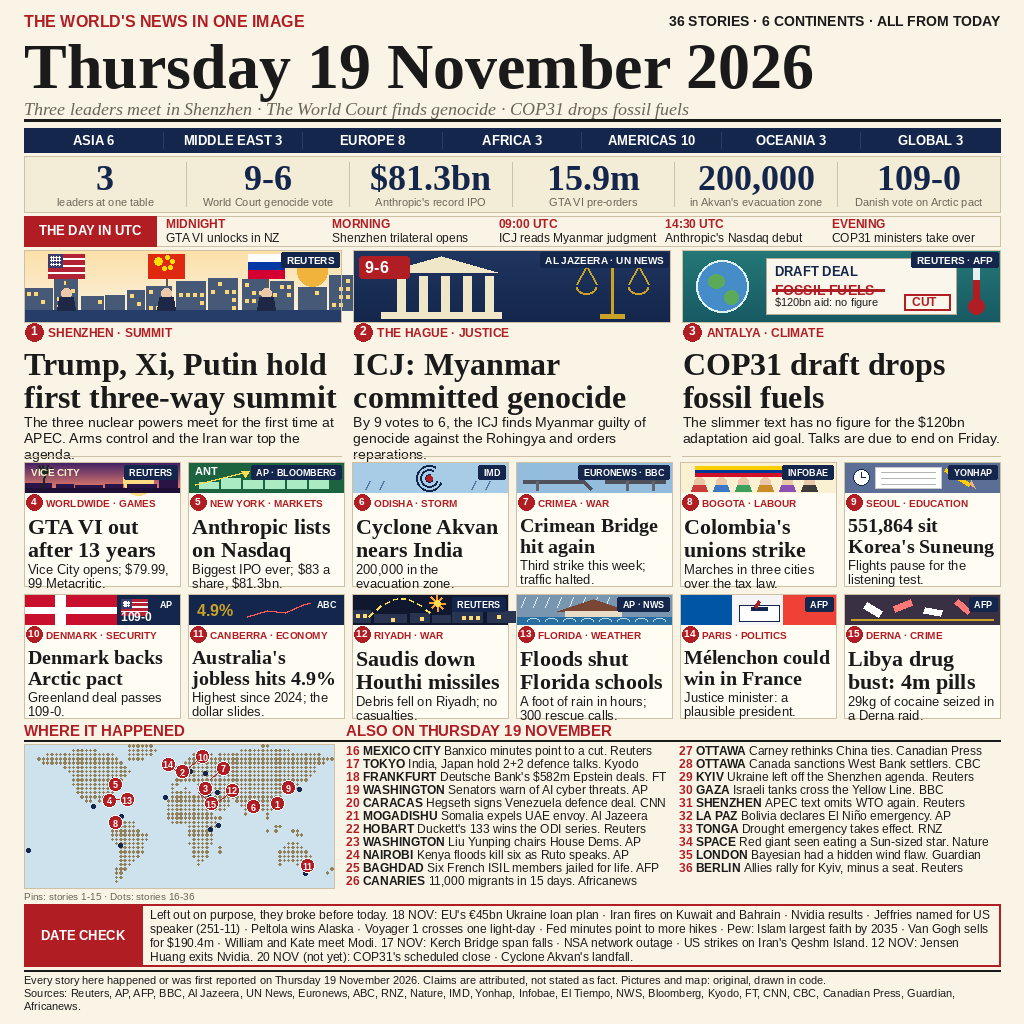 THE WORLD'S NEWS IN ONE IMAGE
36 STORIES · 6 CONTINENTS · ALL FROM TODAY
Thursday 19 November 2026
Three leaders meet in Shenzhen · The World Court finds genocide · COP31 drops fossil fuels
ASIA 6
MIDDLE EAST 3
EUROPE 8
AFRICA 3
AMERICAS 10
OCEANIA 3
GLOBAL 3
3
leaders at one table
9-6
World Court genocide vote
$81.3bn
Anthropic's record IPO
15.9m
GTA VI pre-orders
200,000
in Akvan's evacuation zone
109-0
Danish vote on Arctic pact
THE DAY IN UTC
MIDNIGHT
GTA VI unlocks in NZ
MORNING
Shenzhen trilateral opens
09:00 UTC
ICJ reads Myanmar judgment
14:30 UTC
Anthropic's Nasdaq debut
EVENING
COP31 ministers take over
REUTERS
1 SHENZHEN · SUMMIT
Trump, Xi, Putin hold
first three-way summit
The three nuclear powers meet for the first time at
APEC. Arms control and the Iran war top the
agenda.
9-6
AL JAZEERA · UN NEWS
2 THE HAGUE · JUSTICE
ICJ: Myanmar
committed genocide
By 9 votes to 6, the ICJ finds Myanmar guilty of
genocide against the Rohingya and orders
reparations.
REUTERS · AFP
DRAFT DEAL
FOSSIL FUELS
$120bn aid: no figure
CUT
3 ANTALYA · CLIMATE
COP31 draft drops
fossil fuels
The slimmer text has no figure for the $120bn
adaptation aid goal. Talks are due to end on Friday.
VICE CITY
REUTERS
4 WORLDWIDE · GAMES
GTA VI out
after 13 years
Vice City opens; $79.99,
99 Metacritic.
ANT
AP · BLOOMBERG
5 NEW YORK · MARKETS
Anthropic lists
on Nasdaq
Biggest IPO ever; $83 a
share, $81.3bn.
IMD
6 ODISHA · STORM
Cyclone Akvan
nears India
200,000 in the
evacuation zone.
EURONEWS · BBC
7 CRIMEA · WAR
Crimean Bridge
hit again
Third strike this week;
traffic halted.
INFOBAE
8 BOGOTA · LABOUR
Colombia's
unions strike
Marches in three cities
over the tax law.
YONHAP
9 SEOUL · EDUCATION
551,864 sit
Korea's Suneung
Flights pause for the
listening test.
AP
109-0
10 DENMARK · SECURITY
Denmark backs
Arctic pact
Greenland deal passes
109-0.
4.9%
ABC
11 CANBERRA · ECONOMY
Australia's
jobless hits 4.9%
Highest since 2024; the
dollar slides.
REUTERS
12 RIYADH · WAR
Saudis down
Houthi missiles
Debris fell on Riyadh; no
casualties.
AP · NWS
13 FLORIDA · WEATHER
Floods shut
Florida schools
A foot of rain in hours;
300 rescue calls.
AFP
14 PARIS · POLITICS
Mélenchon could
win in France
Justice minister: a
plausible president.
AFP
15 DERNA · CRIME
Libya drug
bust: 4m pills
29kg of cocaine seized in
a Derna raid.
WHERE IT HAPPENED
10
14
2
7
5
3
12
9
4
13
15
6
1
8
11
Pins: stories 1-15 · Dots: stories 16-36
ALSO ON THURSDAY 19 NOVEMBER
16 MEXICO CITY Banxico minutes point to a cut. Reuters
17 TOKYO India, Japan hold 2+2 defence talks. Kyodo
18 FRANKFURT Deutsche Bank's $582m Epstein deals. FT
19 WASHINGTON Senators warn of AI cyber threats. AP
20 CARACAS Hegseth signs Venezuela defence deal. CNN
21 MOGADISHU Somalia expels UAE envoy. Al Jazeera
22 HOBART Duckett's 133 wins the ODI series. Reuters
23 WASHINGTON Liu Yunping chairs House Dems. AP
24 NAIROBI Kenya floods kill six as Ruto speaks. AP
25 BAGHDAD Six French ISIL members jailed for life. AFP
26 CANARIES 11,000 migrants in 15 days. Africanews
27 OTTAWA Carney rethinks China ties. Canadian Press
28 OTTAWA Canada sanctions West Bank settlers. CBC
29 KYIV Ukraine left off the Shenzhen agenda. Reuters
30 GAZA Israeli tanks cross the Yellow Line. BBC
31 SHENZHEN APEC text omits WTO again. Reuters
32 LA PAZ Bolivia declares El Niño emergency. AP
33 TONGA Drought emergency takes effect. RNZ
34 SPACE Red giant seen eating a Sun-sized star. Nature
35 LONDON Bayesian had a hidden wind flaw. Guardian
36 BERLIN Allies rally for Kyiv, minus a seat. Reuters
DATE CHECK
Left out on purpose, they broke before today. 18 NOV: EU's €45bn Ukraine loan plan · Iran fires on Kuwait and Bahrain · Nvidia results · Jeffries named for US
speaker (251-11) · Peltola wins Alaska · Voyager 1 crosses one light-day · Fed minutes point to more hikes · Pew: Islam largest faith by 2035 · Van Gogh sells
for $190.4m · William and Kate meet Modi. 17 NOV: Kerch Bridge span falls · NSA network outage · US strikes on Iran's Qeshm Island. 12 NOV: Jensen
Huang exits Nvidia. 20 NOV (not yet): COP31's scheduled close · Cyclone Akvan's landfall.
Every story here happened or was first reported on Thursday 19 November 2026. Claims are attributed, not stated as fact. Pictures and map: original, drawn in code.
Sources: Reuters, AP, AFP, BBC, Al Jazeera, UN News, Euronews, ABC, RNZ, Nature, IMD, Yonhap, Infobae, El Tiempo, NWS, Bloomberg, Kyodo, FT, CNN, CBC, Canadian Press, Guardian,
Africanews.